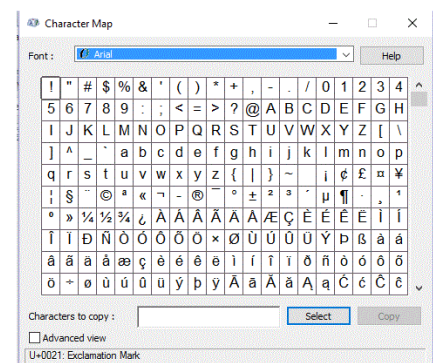 Character Map
Font : Arial Help
! " # $ % & ' ( ) * + , - . / 0 1 2 3 4
5 6 7 8 9 : ; < = > ? @ A B C D E F G H
I J K L M N O P Q R S T U V W X Y Z [ \
] ^ _ ` a b c d e f g h i j k l m n o p
q r s t u v w x y z { | } ~ ¡ ¢ £ ¤ ¥
¦ § ¨ © ª « ¬ - ® ¯ ° ± ² ³ ´ µ ¶ · ¸ ¹
º » ¼ ½ ¾ ¿ À Á Â Ã Ä Å Æ Ç È É Ê Ë Ì Í
Î Ï Ð Ñ Ò Ó Ô Õ Ö × Ø Ù Ú Û Ü Ý Þ ß à á
â ã ä å æ ç è é ê ë ì í î ï ð ñ ò ó ô õ
ö ÷ ø ù ú û ü ý þ ÿ Ā ā Ă ă Ą ą Ć ć Ĉ ĉ
Characters to copy : Select Copy
Advanced view
U+0021: Exclamation Mark